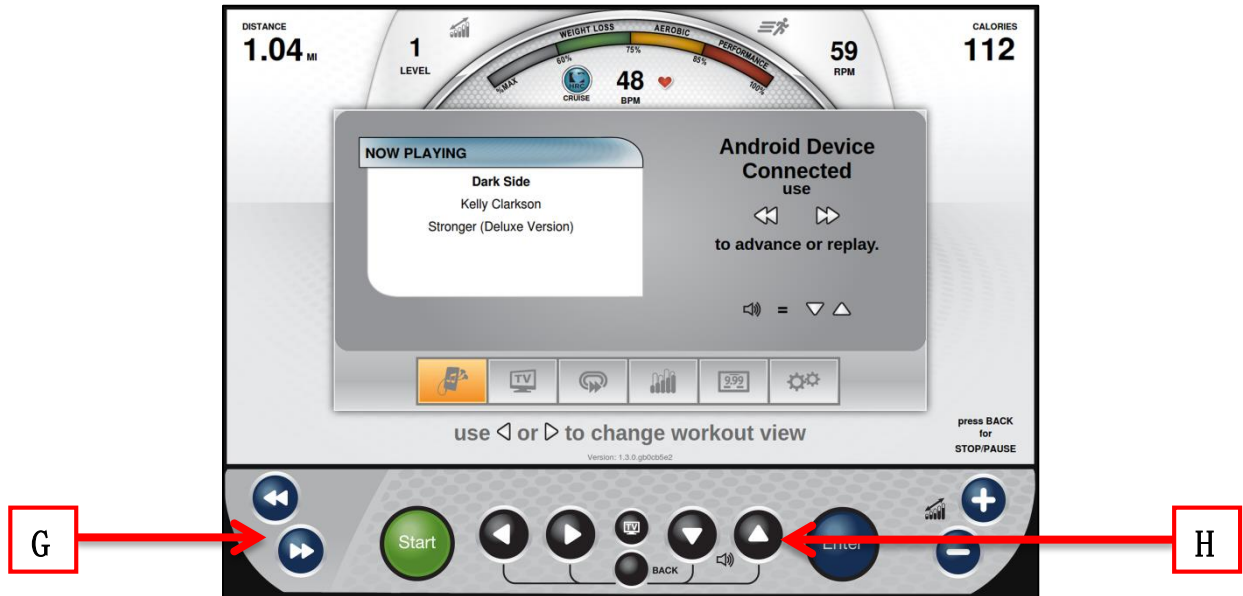 DISTANCE
1.04 MI
1
LEVEL
%MAX
60%
WEIGHT LOSS
75%
AEROBIC
85%
PERFORMANCE
100%
HRC
CRUISE
48
BPM
59
RPM
CALORIES
112
NOW PLAYING
Dark Side
Kelly Clarkson
Stronger (Deluxe Version)
Android Device
Connected
use
to advance or replay.
=
TV
9.99
use or to change workout view
Version: 1.3.0.gb0cb5e2
press BACK
for
STOP/PAUSE
G
Start
TV
BACK
Enter
H